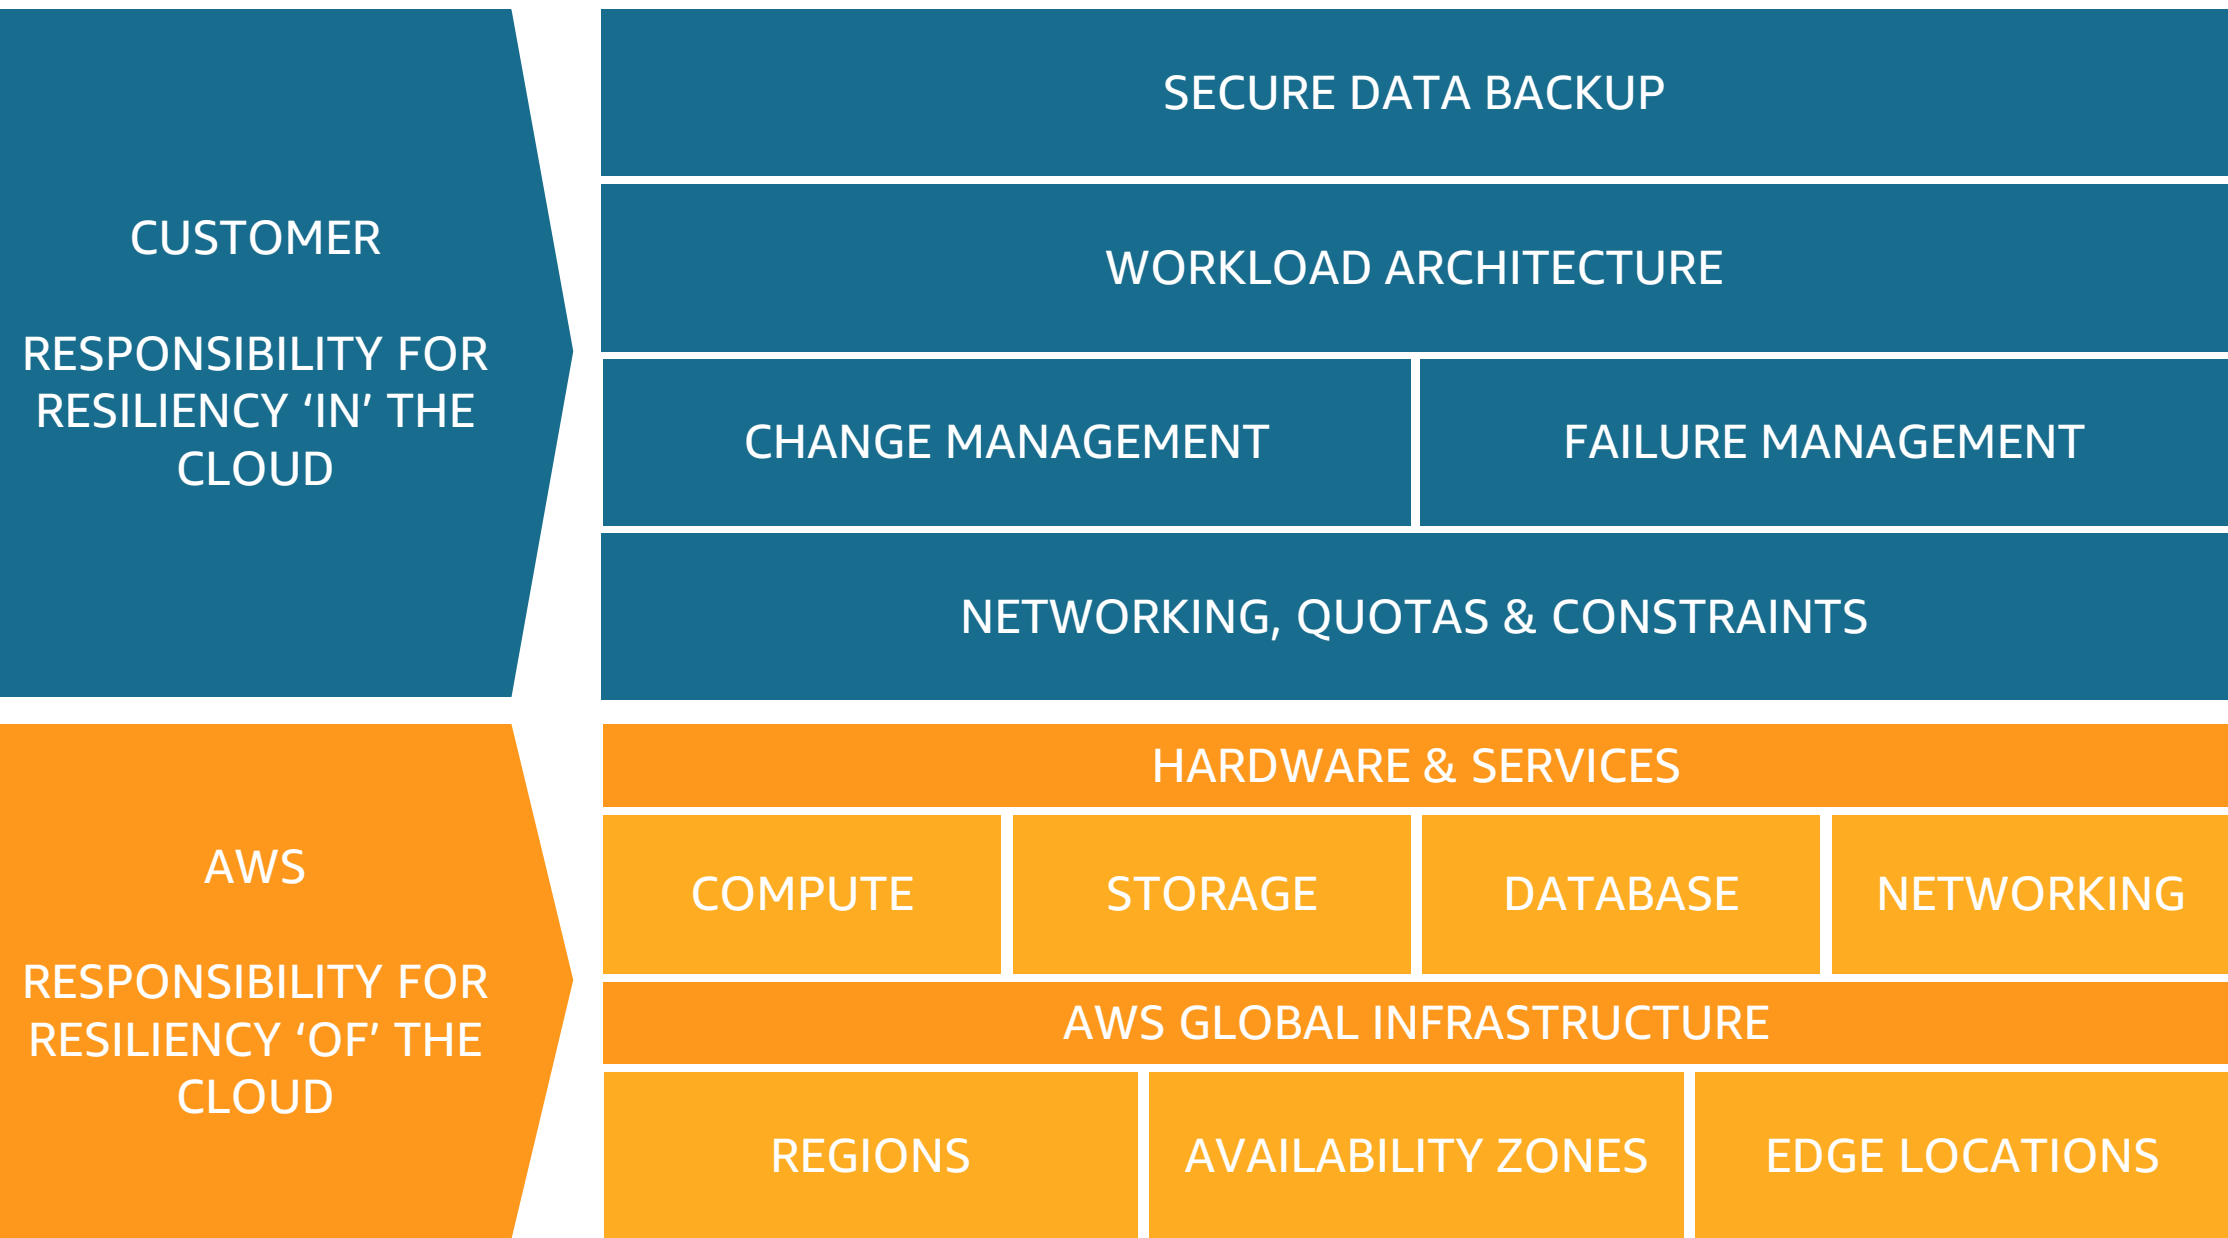 CUSTOMER
RESPONSIBILITY FOR
RESILIENCY ‘IN’ THE
CLOUD
SECURE DATA BACKUP
WORKLOAD ARCHITECTURE
CHANGE MANAGEMENT
FAILURE MANAGEMENT
NETWORKING, QUOTAS & CONSTRAINTS
AWS
RESPONSIBILITY FOR
RESILIENCY ‘OF’ THE
CLOUD
HARDWARE & SERVICES
COMPUTE
STORAGE
DATABASE
NETWORKING
AWS GLOBAL INFRASTRUCTURE
REGIONS
AVAILABILITY ZONES
EDGE LOCATIONS